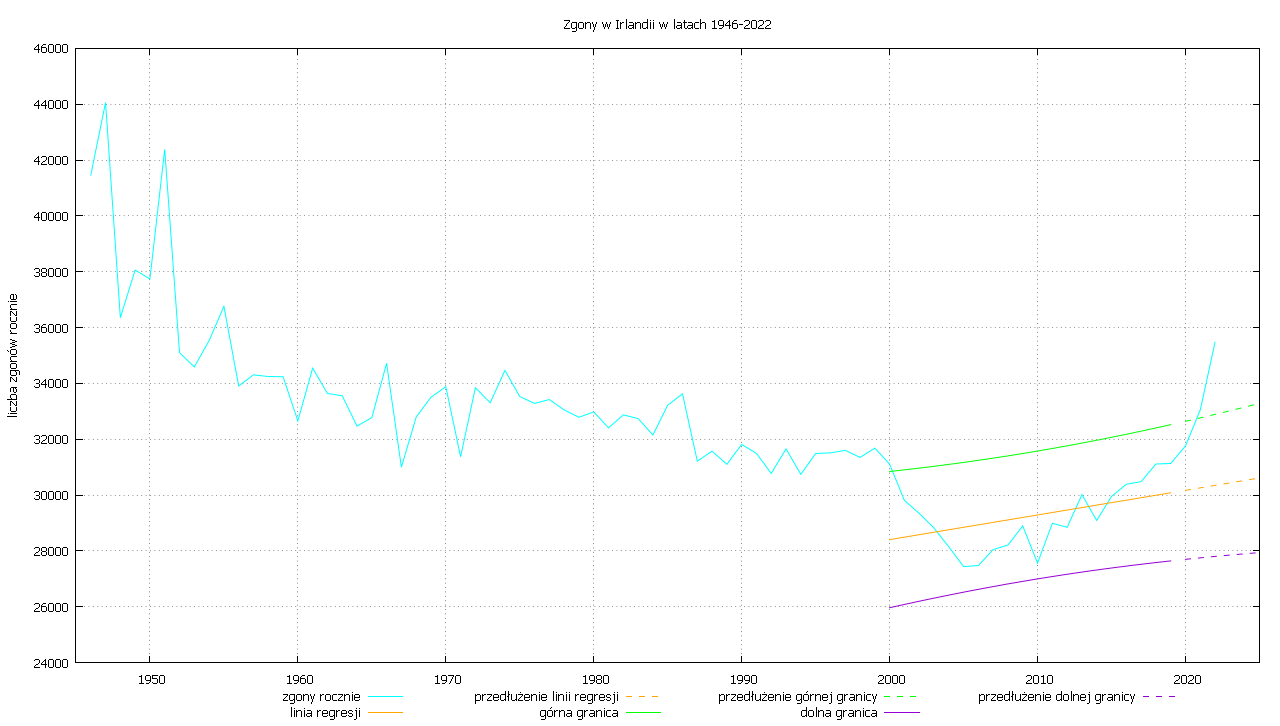 Zgony w Irlandii w latach 1946-2022
46000
44000
42000
40000
38000
36000
34000
32000
30000
28000
26000
24000
liczba zgonów rocznie
1950 1960 1970 1980 1990 2000 2010 2020
zgony rocznie przedłużenie linii regresji przedłużenie górnej granicy przedłużenie dolnej granicy
linia regresji górna granica dolna granica